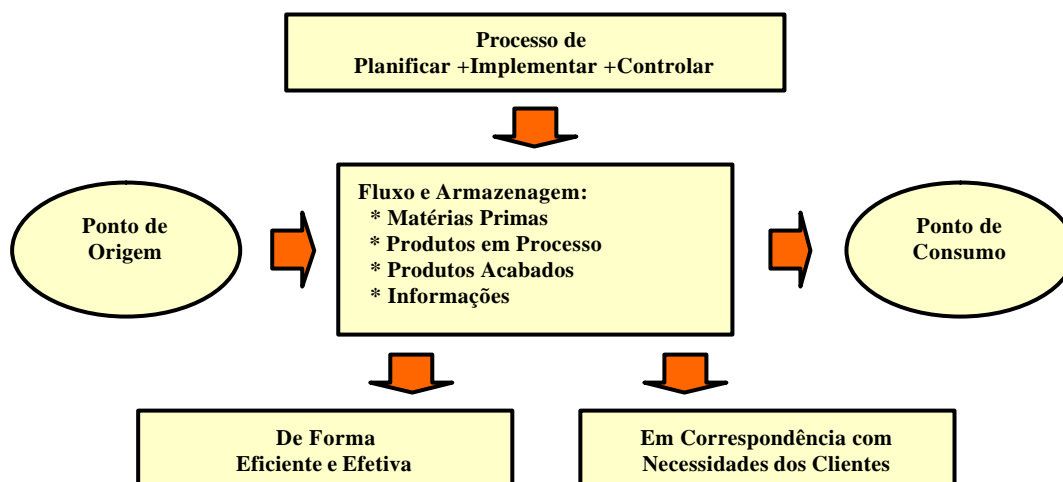 Processo de
Planificar +Implementar +Controlar
Fluxo e Armazenagem:
* Matérias Primas
* Produtos em Processo
* Produtos Acabados
* Informações
Ponto de
Origem
Ponto de
Consumo
De Forma
Eficiente e Efetiva
Em Correspondência com
Necessidades dos Clientes